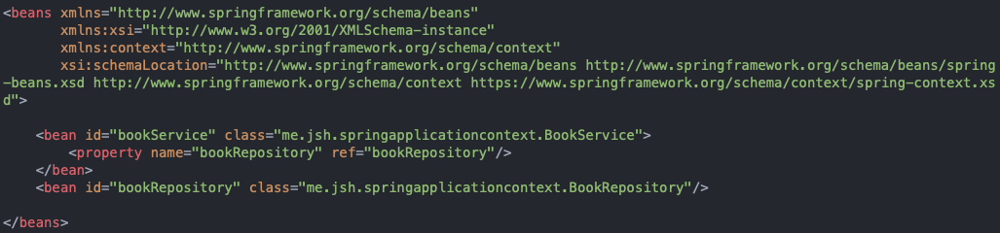 <beans xmlns="http://www.springframework.org/schema/beans"
       xmlns:xsi="http://www.w3.org/2001/XMLSchema-instance"
       xmlns:context="http://www.springframework.org/schema/context"
       xsi:schemaLocation="http://www.springframework.org/schema/beans http://www.springframework.org/schema/beans/spring
-beans.xsd http://www.springframework.org/schema/context https://www.springframework.org/schema/context/spring-context.xs
d">
    <bean id="bookService" class="me.jsh.springapplicationcontext.BookService">
        <property name="bookRepository" ref="bookRepository"/>
    </bean>
    <bean id="bookRepository" class="me.jsh.springapplicationcontext.BookRepository"/>
</beans>